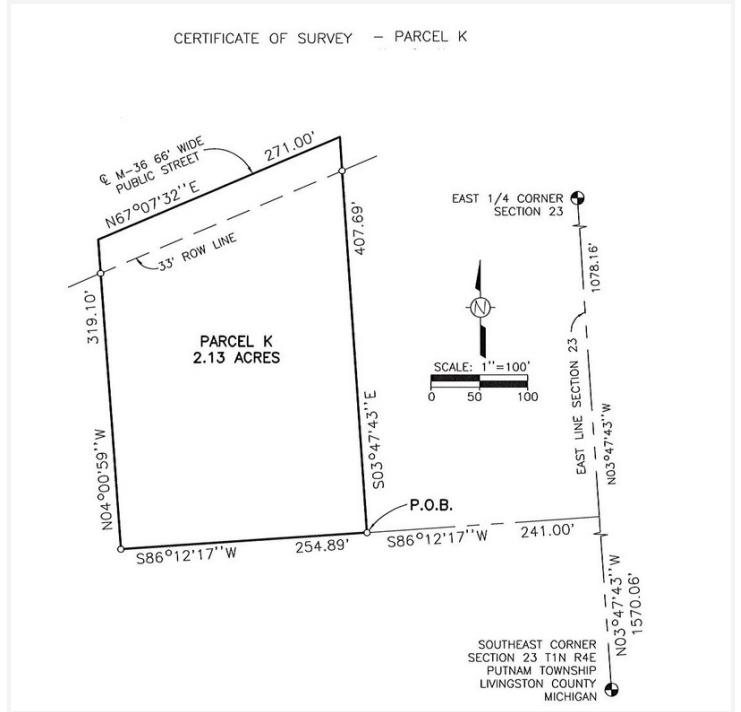 CERTIFICATE OF SURVEY - PARCEL K
℄ M-36 66' WIDE
PUBLIC STREET
271.00'
N67°07'32''E
33' ROW LINE
319.10'
407.69'
EAST 1/4 CORNER
SECTION 23
1078.16'
N
PARCEL K
2.13 ACRES
SCALE: 1''=100'
0 50 100
EAST LINE SECTION 23
N03°47'43''W
S03°47'43''E
N04°00'59''W
P.O.B.
S86°12'17''W 254.89'
S86°12'17''W 241.00'
N03°47'43''W
1570.06'
SOUTHEAST CORNER
SECTION 23 T1N R4E
PUTNAM TOWNSHIP
LIVINGSTON COUNTY
MICHIGAN